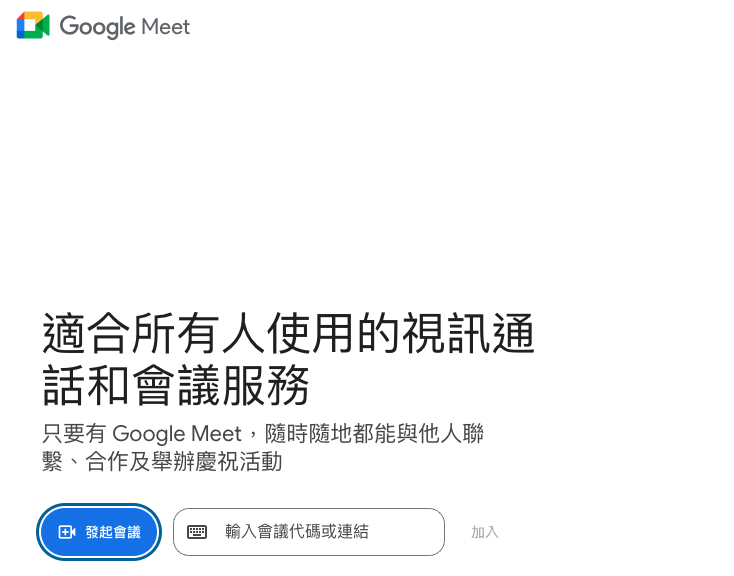 Google Meet
適合所有人使用的視訊通
話和會議服務
只要有 Google Meet，隨時隨地都能與他人聯
繫、合作及舉辦慶祝活動
發起會議
輸入會議代碼或連結
加入